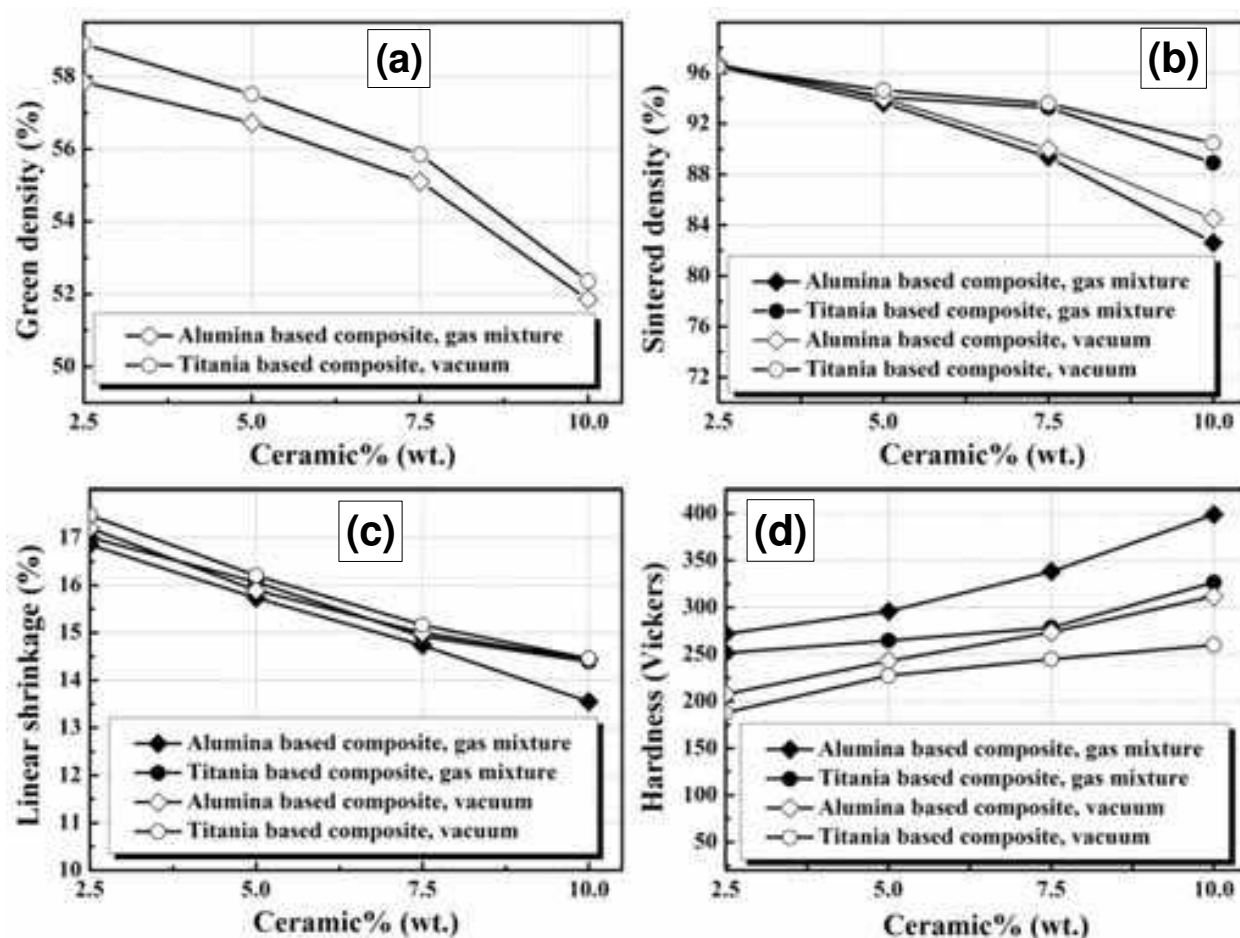 (a)
Green density (%)
58
56
54
52
50
Alumina based composite, gas mixture
Titania based composite, vacuum
2.5 5.0 7.5 10.0
Ceramic% (wt.)
(b)
Sintered density (%)
96
92
88
84
80
76
72
Alumina based composite, gas mixture
Titania based composite, gas mixture
Alumina based composite, vacuum
Titania based composite, vacuum
2.5 5.0 7.5 10.0
Ceramic% (wt.)
(c)
Linear shrinkage (%)
17
16
15
14
13
12
11
10
Alumina based composite, gas mixture
Titania based composite, gas mixture
Alumina based composite, vacuum
Titania based composite, vacuum
2.5 5.0 7.5 10.0
Ceramic% (wt.)
(d)
Hardness (Vickers)
400
350
300
250
200
150
100
50
Alumina based composite, gas mixture
Titania based composite, gas mixture
Alumina based composite, vacuum
Titania based composite, vacuum
2.5 5.0 7.5 10.0
Ceramic% (wt.)